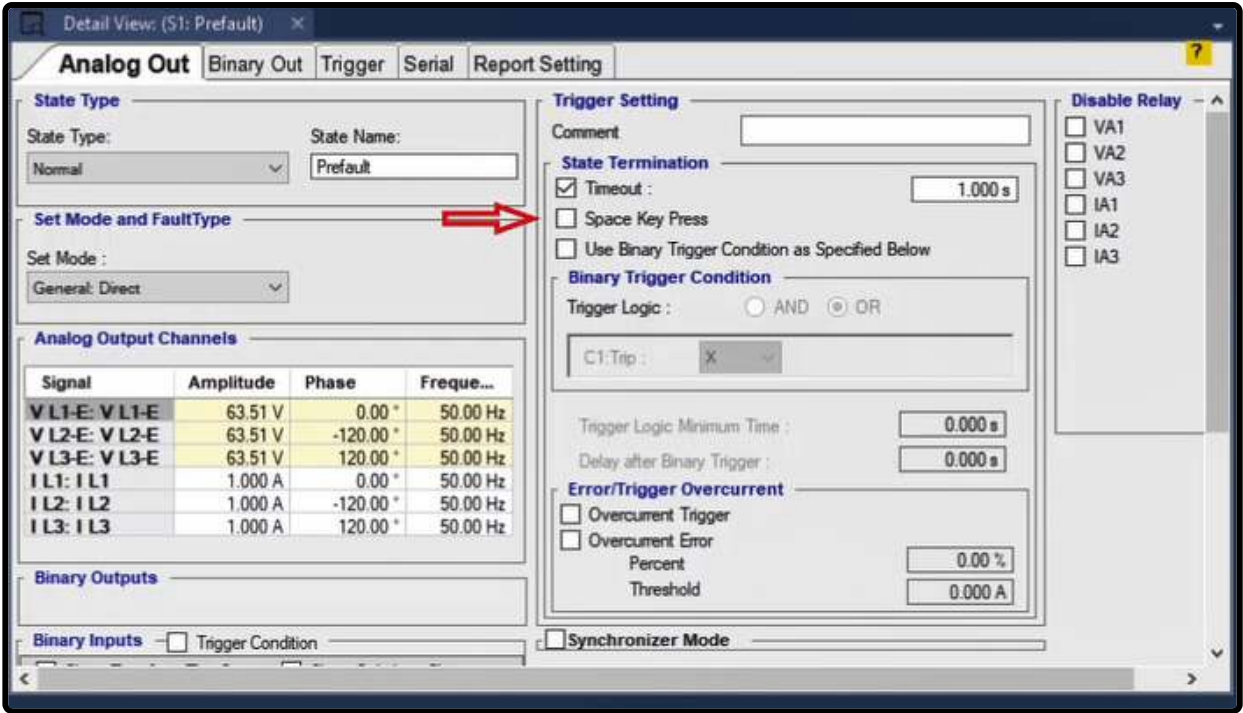 Detail View: (S1: Prefault)
Analog Out Binary Out Trigger Serial Report Setting
?
State Type
State Type:
State Name:
Normal
Prefault
Set Mode and FaultType
Set Mode :
General: Direct
Analog Output Channels
Signal Amplitude Phase Freque...
V L1-E: V L1-E 63.51 V 0.00 ° 50.00 Hz
V L2-E: V L2-E 63.51 V -120.00 ° 50.00 Hz
V L3-E: V L3-E 63.51 V 120.00 ° 50.00 Hz
I L1: I L1 1.000 A 0.00 ° 50.00 Hz
I L2: I L2 1.000 A -120.00 ° 50.00 Hz
I L3: I L3 1.000 A 120.00 ° 50.00 Hz
Binary Outputs
Binary Inputs Trigger Condition
Trigger Setting
Comment
State Termination
Timeout : 1.000 s
Space Key Press
Use Binary Trigger Condition as Specified Below
Binary Trigger Condition
Trigger Logic : AND OR
C1:Trip : X
Trigger Logic Minimum Time : 0.000 s
Delay after Binary Trigger : 0.000 s
Error/Trigger Overcurrent
Overcurrent Trigger
Overcurrent Error
Percent 0.00 %
Threshold 0.000 A
Synchronizer Mode
Disable Relay
VA1
VA2
VA3
IA1
IA2
IA3